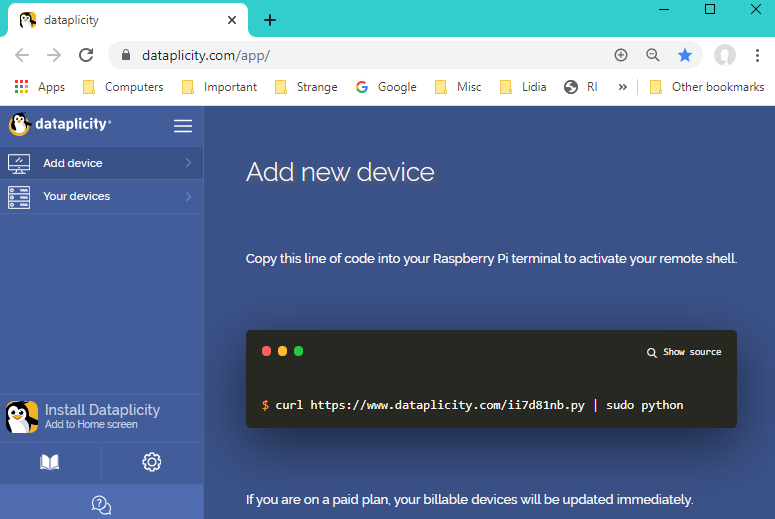 dataplicity
dataplicity.com/app/
Apps Computers Important Strange Google Misc Lidia RI » Other bookmarks
dataplicity
Add device
Your devices
Add new device
Copy this line of code into your Raspberry Pi terminal to activate your remote shell.
Show source
$ curl https://www.dataplicity.com/ii7d81nb.py | sudo python
If you are on a paid plan, your billable devices will be updated immediately.
Install Dataplicity
Add to Home screen